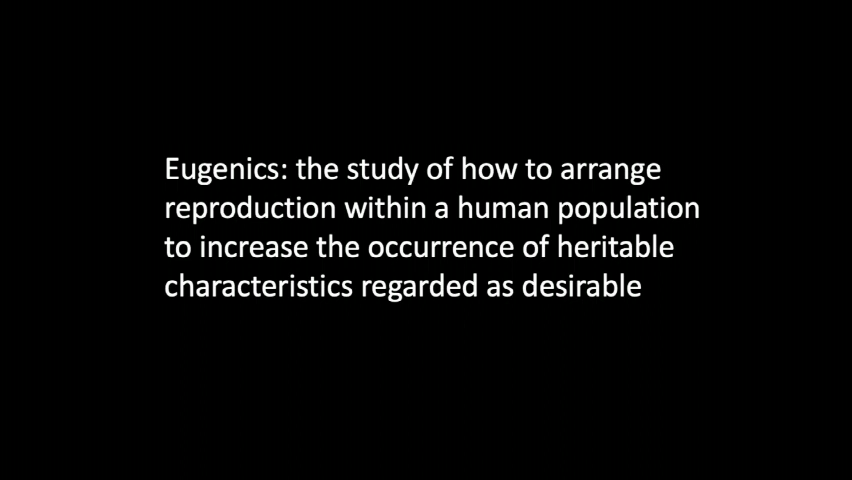 Eugenics: the study of how to arrange
reproduction within a human population
to increase the occurrence of heritable
characteristics regarded as desirable